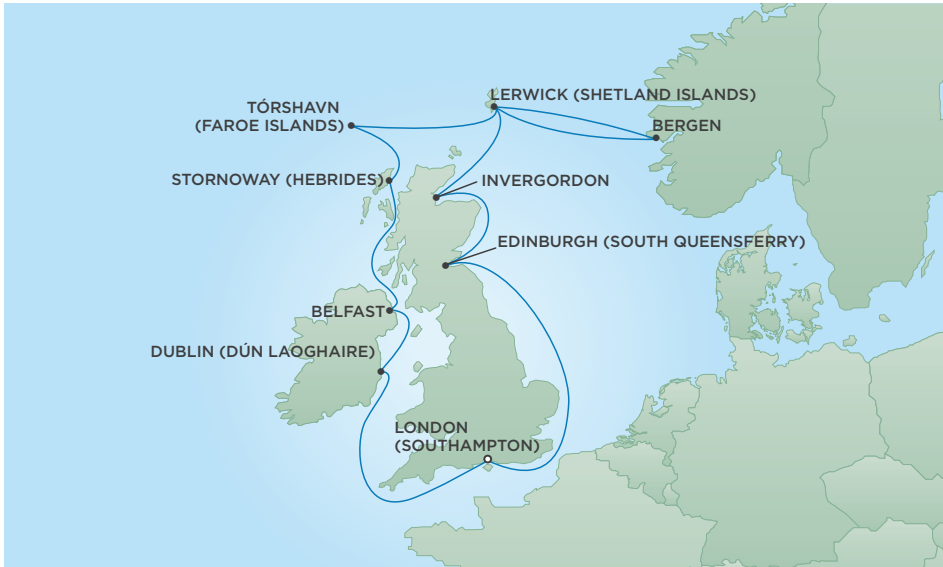 LERWICK (SHETLAND ISLANDS)
TÓRSHAVN
(FAROE ISLANDS)
BERGEN
STORNOWAY (HEBRIDES)
INVERGORDON
EDINBURGH (SOUTH QUEENSFERRY)
BELFAST
DUBLIN (DÚN LAOGHAIRE)
LONDON
(SOUTHAMPTON)